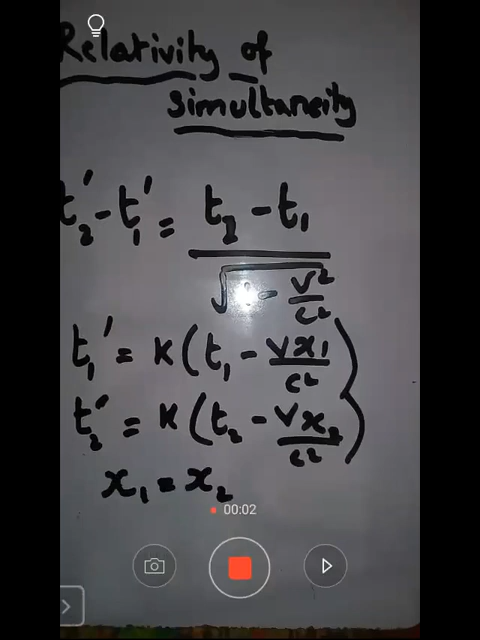 Relativity of
simultaneity
t₂' - t₁' = t₂ - t₁ / √1 - v²/c²
t₁' = K(t₁ - vx₁/c²)
t₂' = K(t₂ - vx₂/c²)
x₁ = x₂
00:02